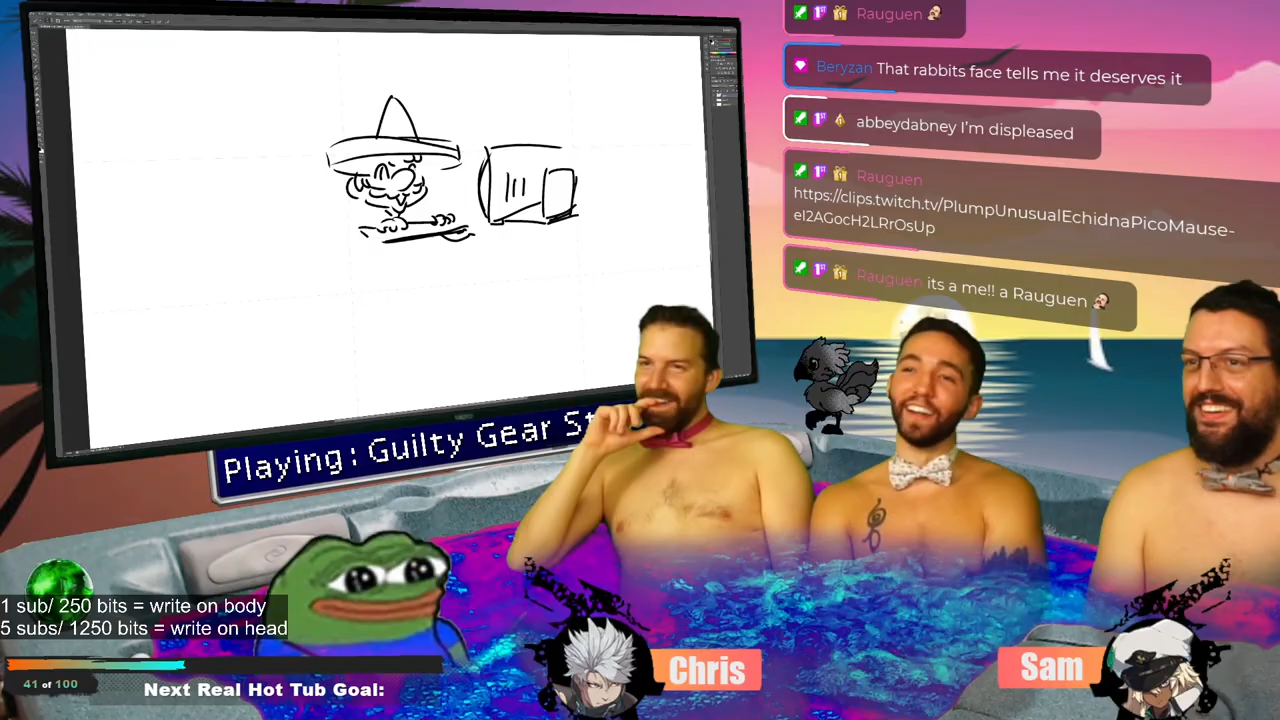 Rauguen
Beryzan That rabbits face tells me it deserves it
abbeydabney I’m displeased
Rauguen
https://clips.twitch.tv/PlumpUnusualEchidnaPicoMause-
eI2AGocH2LRrOsUp
Rauguen its a me!! a Rauguen
Playing: Guilty Gear St
1 sub/ 250 bits = write on body
5 subs/ 1250 bits = write on head
41 of 100
Next Real Hot Tub Goal:
Chris
Sam